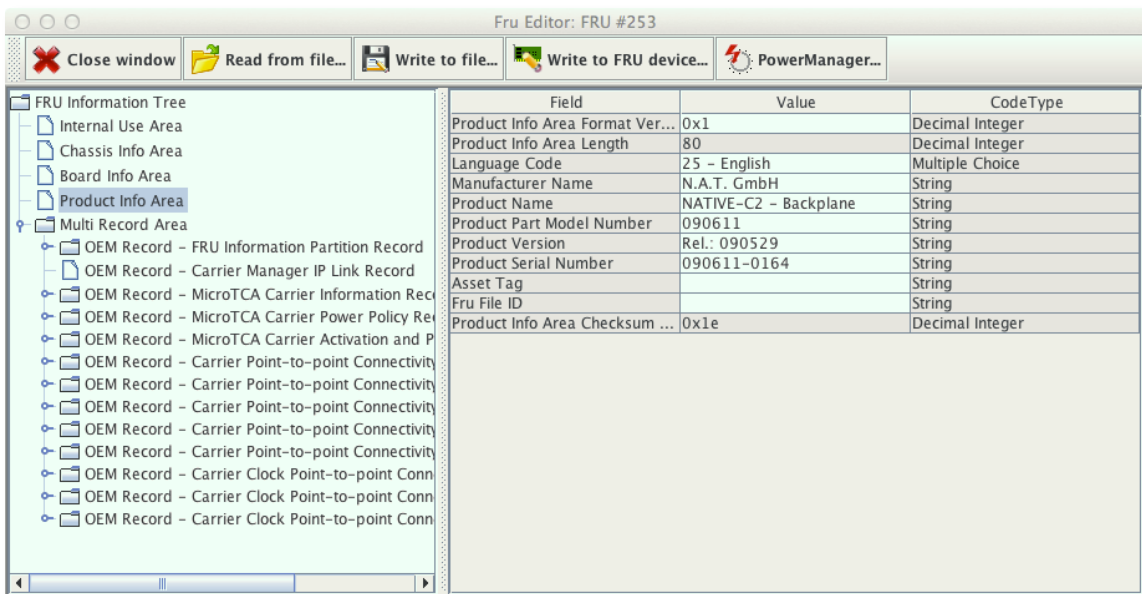 Fru Editor: FRU #253
Close window Read from file... Write to file... Write to FRU device... PowerManager...
FRU Information Tree
Internal Use Area
Chassis Info Area
Board Info Area
Product Info Area
Multi Record Area
OEM Record – FRU Information Partition Record
OEM Record – Carrier Manager IP Link Record
OEM Record – MicroTCA Carrier Information Reco
OEM Record – MicroTCA Carrier Power Policy Re
OEM Record – MicroTCA Carrier Activation and P
OEM Record – Carrier Point-to-point Connectivity
OEM Record – Carrier Point-to-point Connectivity
OEM Record – Carrier Point-to-point Connectivity
OEM Record – Carrier Point-to-point Connectivity
OEM Record – Carrier Point-to-point Connectivity
OEM Record – Carrier Clock Point-to-point Conn
OEM Record – Carrier Clock Point-to-point Conn
OEM Record – Carrier Clock Point-to-point Conn
Field Value CodeType
Product Info Area Format Ver... 0x1 Decimal Integer
Product Info Area Length 80 Decimal Integer
Language Code 25 – English Multiple Choice
Manufacturer Name N.A.T. GmbH String
Product Name NATIVE-C2 – Backplane String
Product Part Model Number 090611 String
Product Version Rel.: 090529 String
Product Serial Number 090611-0164 String
Asset Tag String
Fru File ID String
Product Info Area Checksum ... 0x1e Decimal Integer